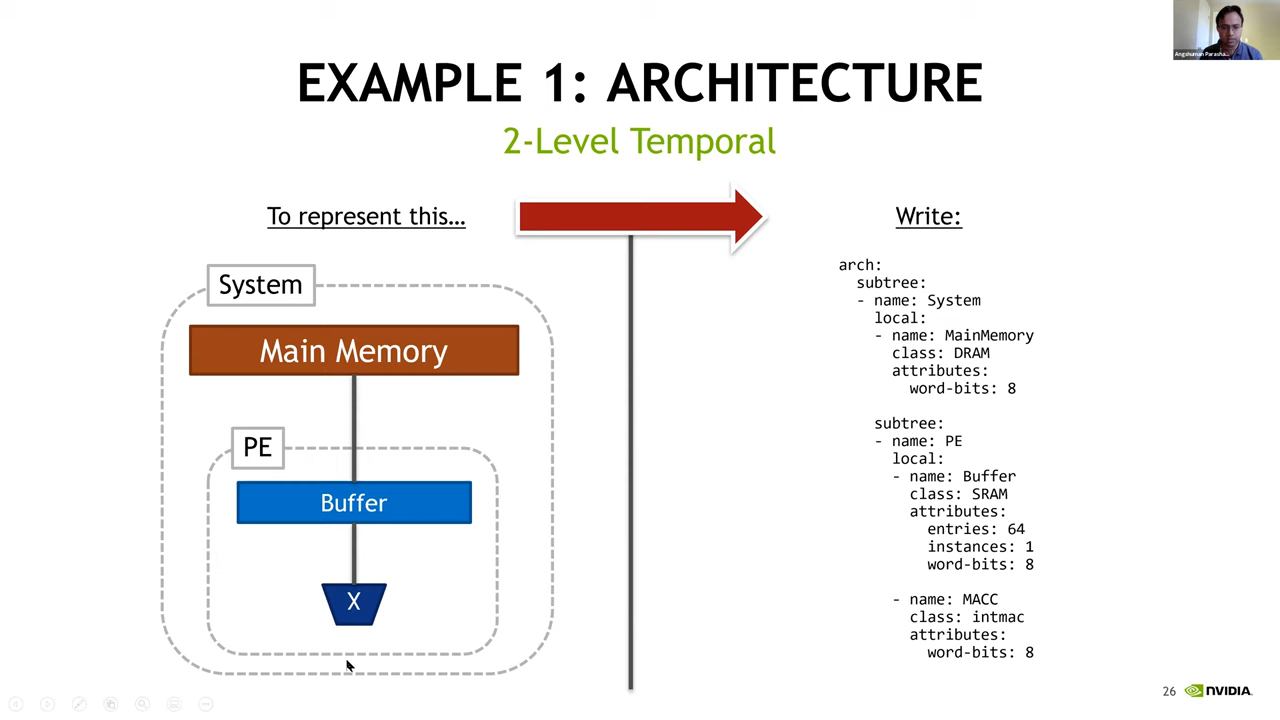 Angshuman Parasha...
EXAMPLE 1: ARCHITECTURE
2-Level Temporal
To represent this…
System
Main Memory
PE
Buffer
X
Write:
arch:
  subtree:
  - name: System
    local:
    - name: MainMemory
      class: DRAM
      attributes:
        word-bits: 8
    subtree:
    - name: PE
      local:
      - name: Buffer
        class: SRAM
        attributes:
          entries: 64
          instances: 1
          word-bits: 8
      - name: MACC
        class: intmac
        attributes:
          word-bits: 8
26 NVIDIA.